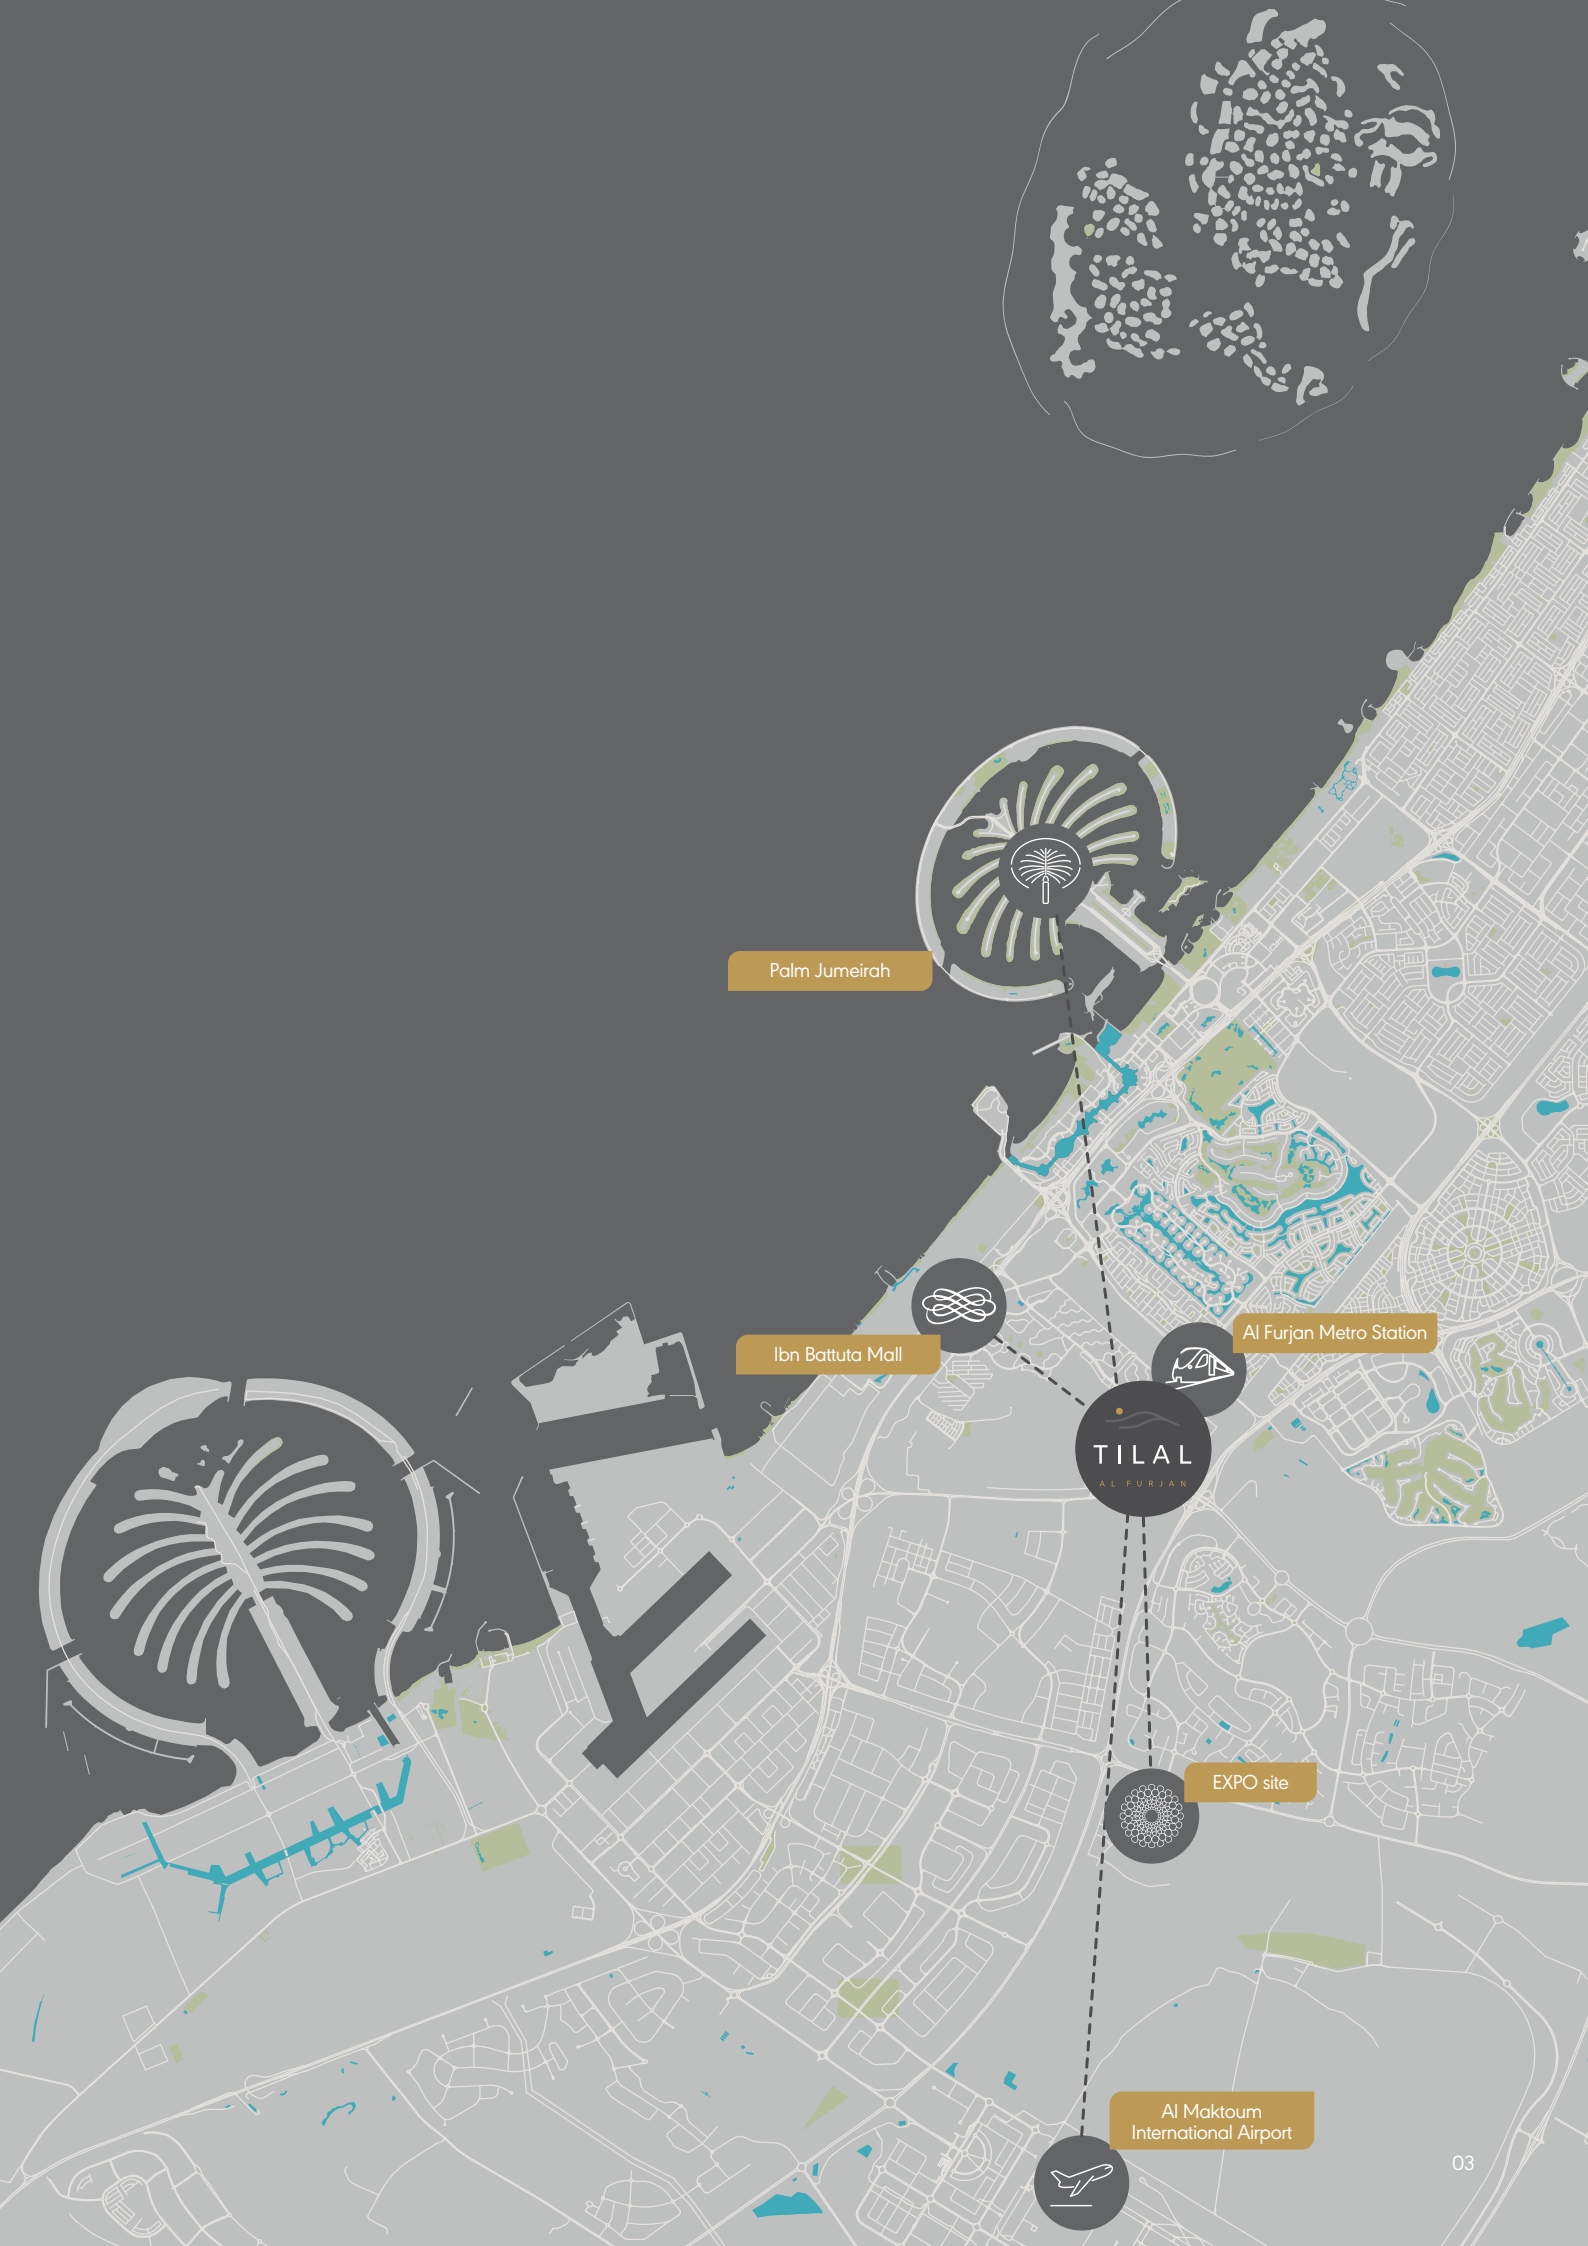 Palm Jumeirah
Al Furjan Metro Station
Ibn Battuta Mall
TILAL
AL FURJAN
EXPO site
Al Maktoum
International Airport
03